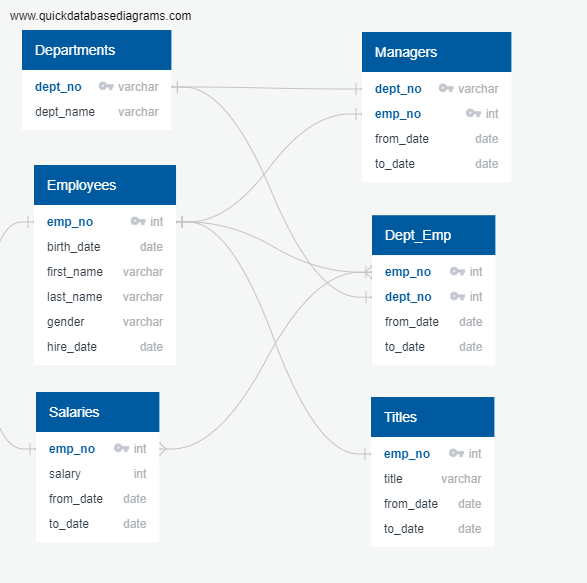 www.quickdatabasediagrams.com
Departments
dept_no varchar
dept_name varchar
Employees
emp_no int
birth_date date
first_name varchar
last_name varchar
gender varchar
hire_date date
Salaries
emp_no int
salary int
from_date date
to_date date
Managers
dept_no varchar
emp_no int
from_date date
to_date date
Dept_Emp
emp_no int
dept_no int
from_date date
to_date date
Titles
emp_no int
title varchar
from_date date
to_date date